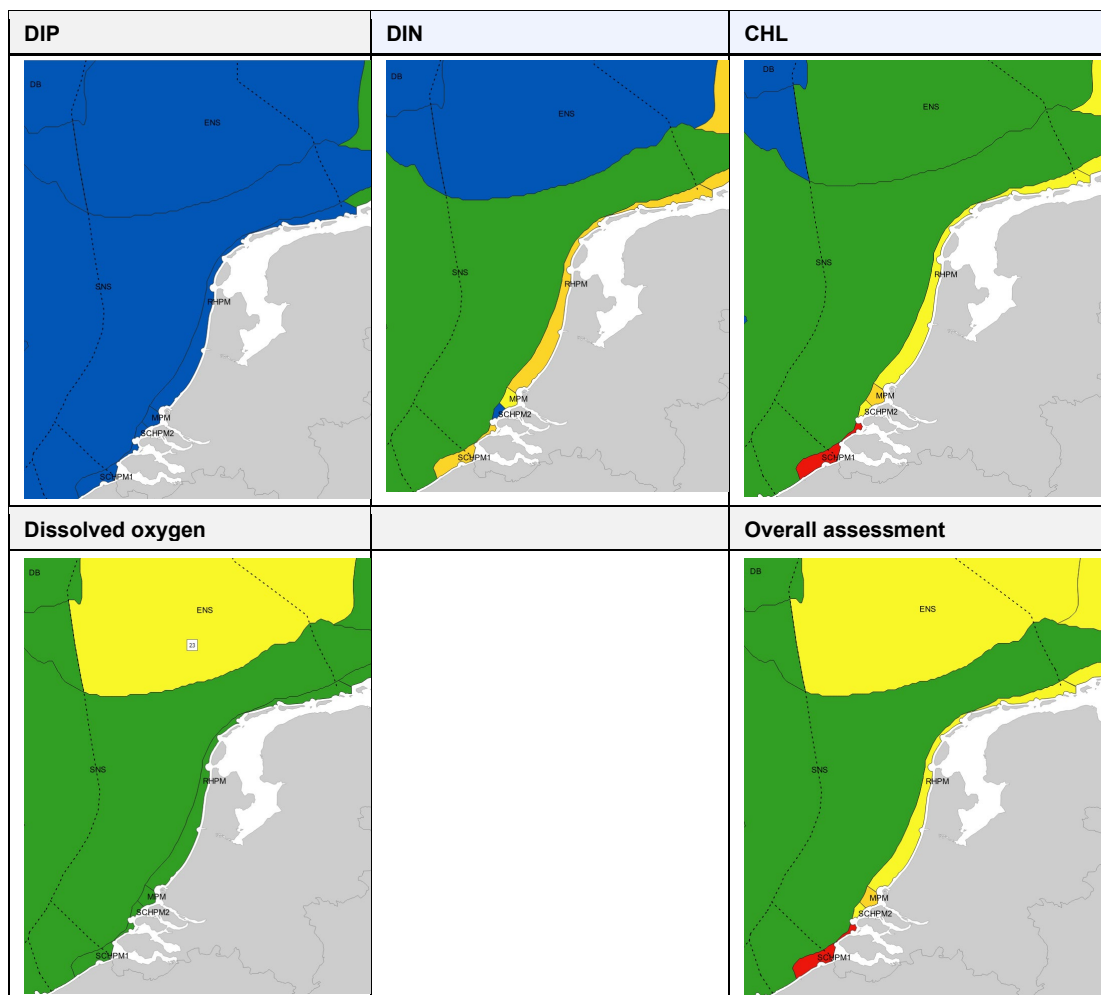 DIP
DIN
CHL
DB
ENS
SNS
RHPM
MPM
SCHPM2
SCHPM1
ENS
SNS
RHPM
MPM
SCHPM2
SCHPM1
DB
ENS
SNS
RHPM
MPM
SCHPM2
SCHPM1
Dissolved oxygen
Overall assessment
DB
ENS
23
SNS
RHPM
MPM
SCHPM2
SCHPM1
DB
ENS
SNS
RHPM
MPM
SCHPM2
SCHPM1